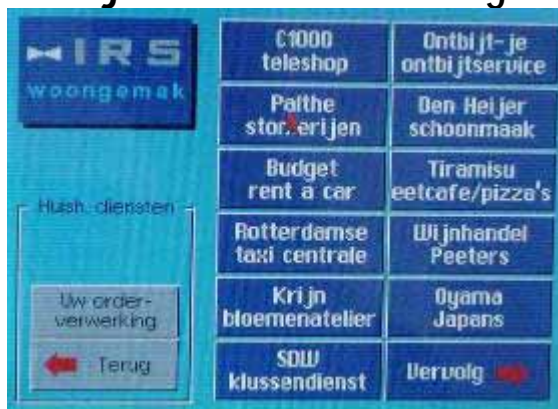 IRS
woongemak
Huish. diensten
Uw order-
verwerking
Terug
C1000
teleshop
Ontbijt-je
ontbijtservice
Palthe
stomerijen
Den Heijer
schoonmaak
Budget
rent a car
Tiramisu
eetcafe/pizza's
Rotterdamse
taxi centrale
Wijnhandel
Peeters
Krijn
bloemenatelier
Oyama
Japans
SDW
klussendienst
Vervolg